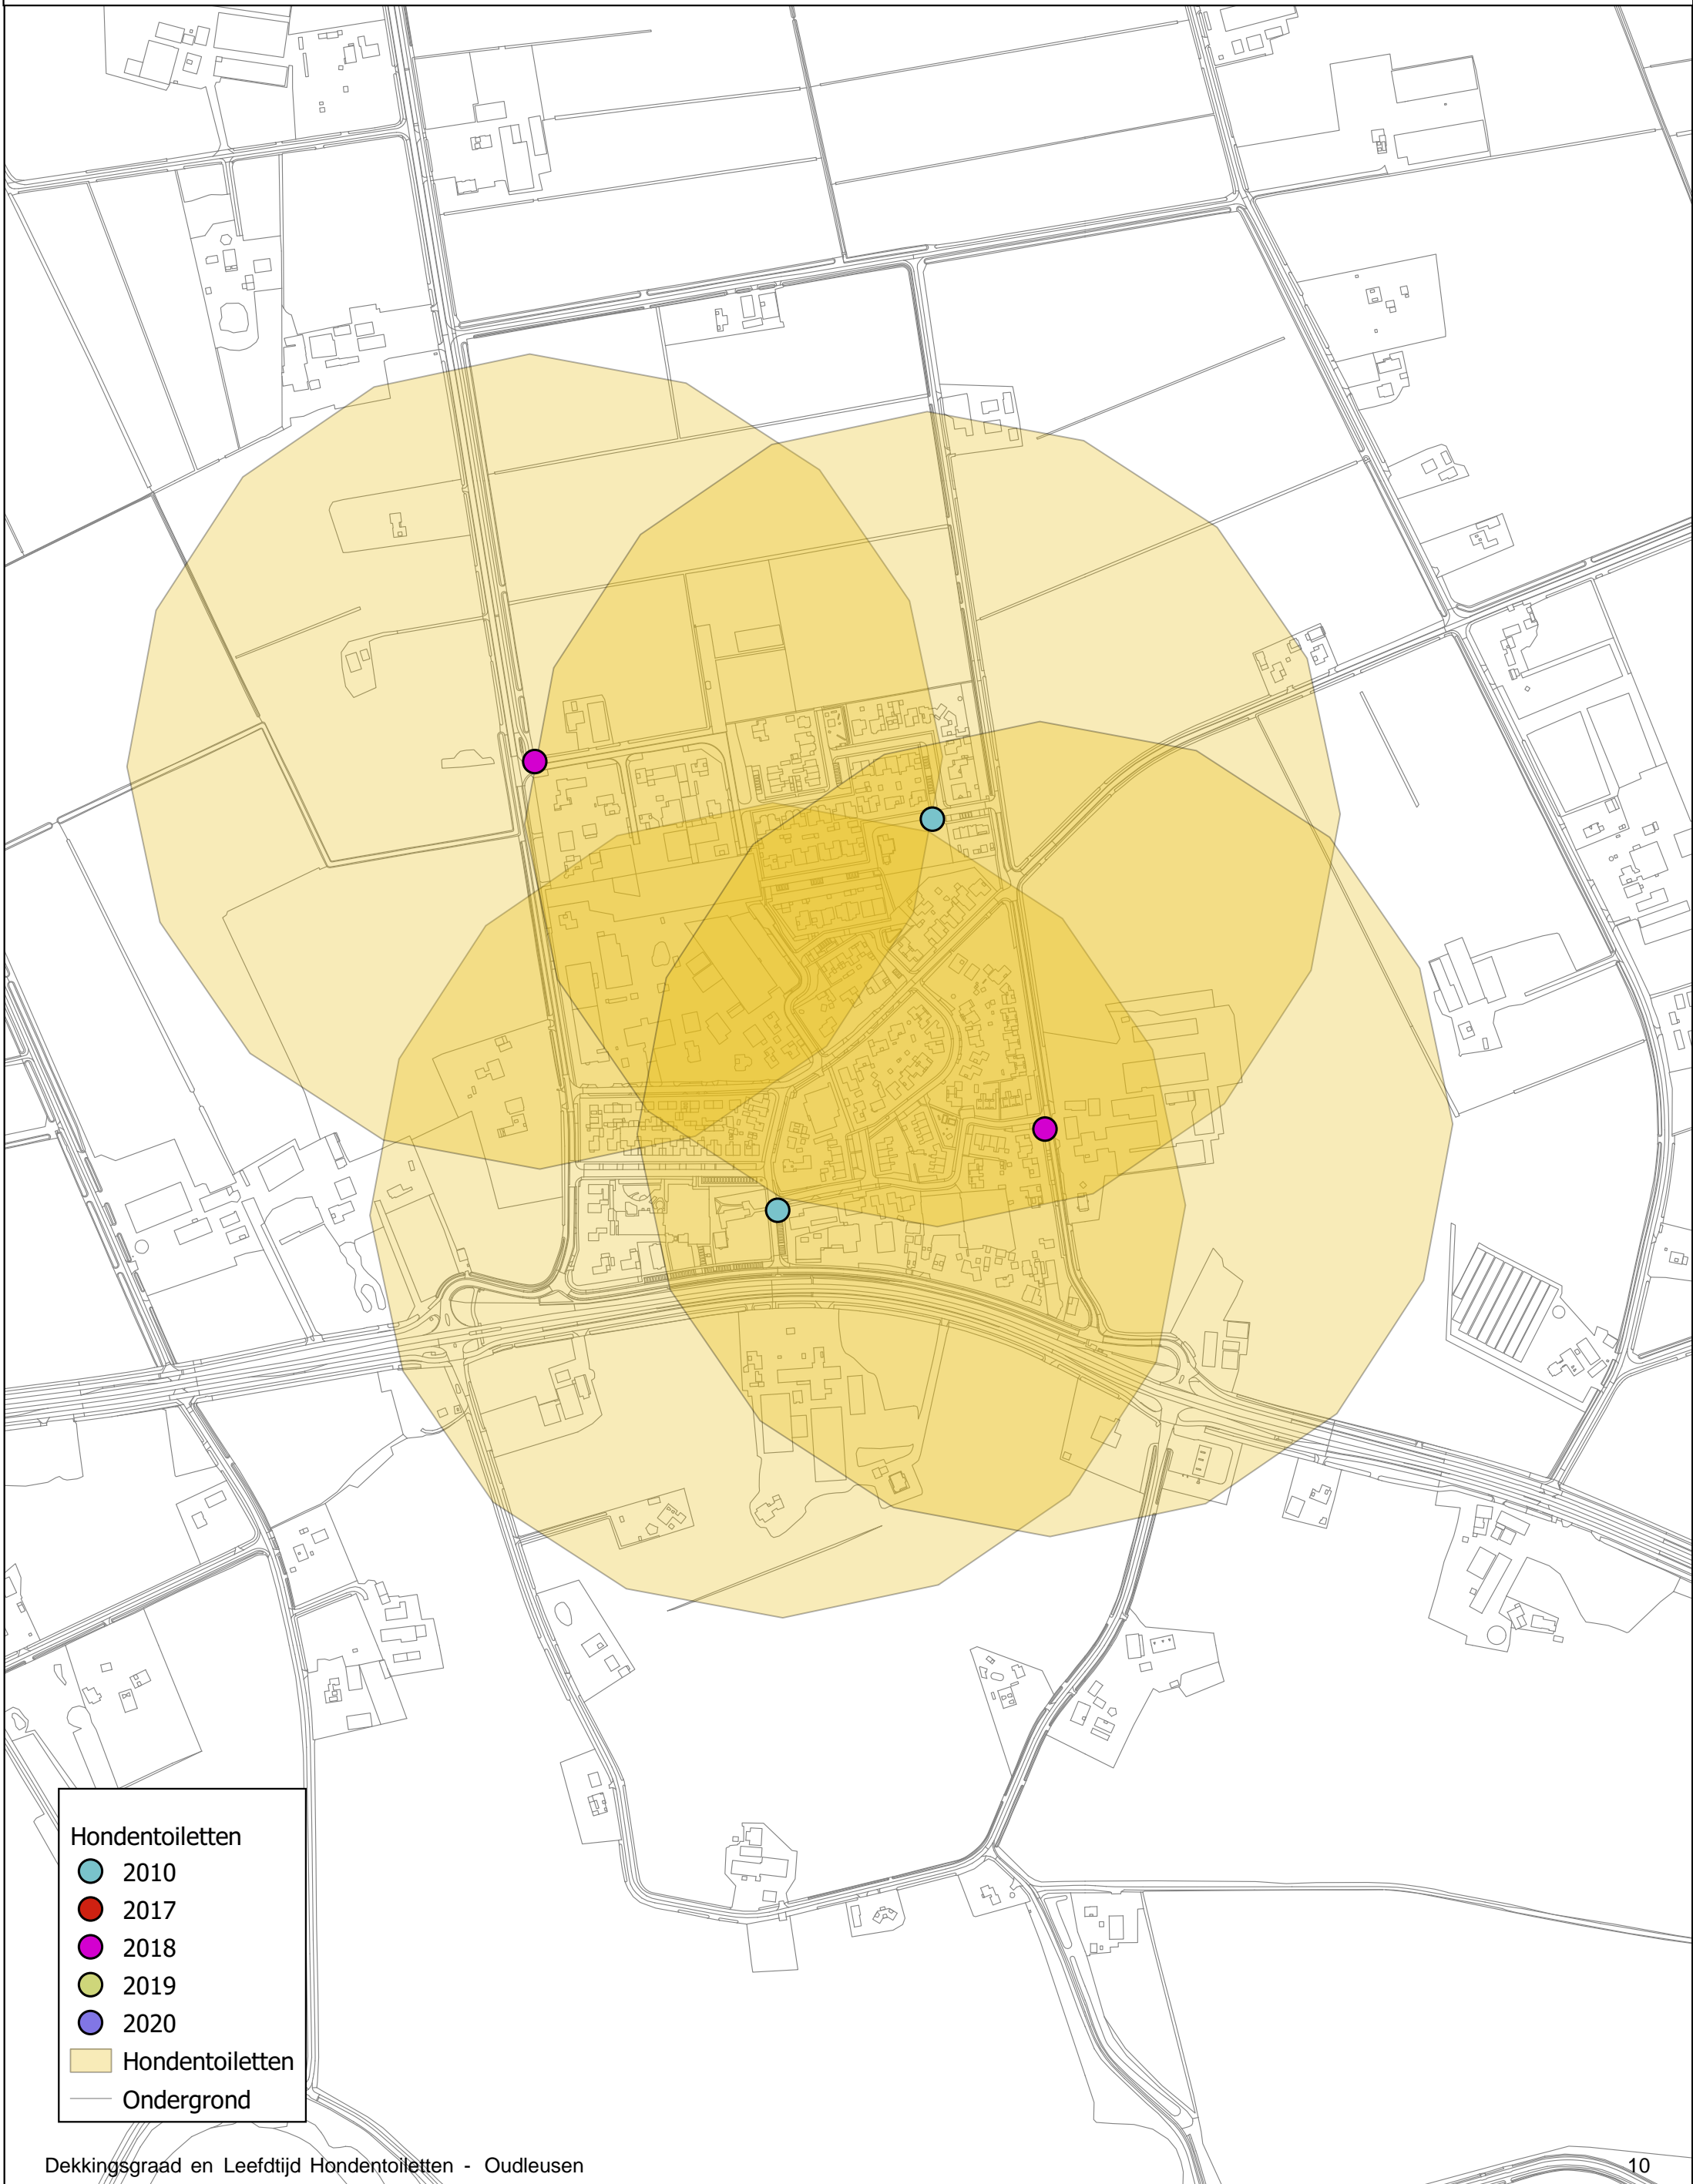 Hondentoiletten
2010
2017
2018
2019
2020
Hondentoiletten
Ondergrond
Dekkingsgraad en Leefdtijd Hondentoiletten - Oudleusen 10